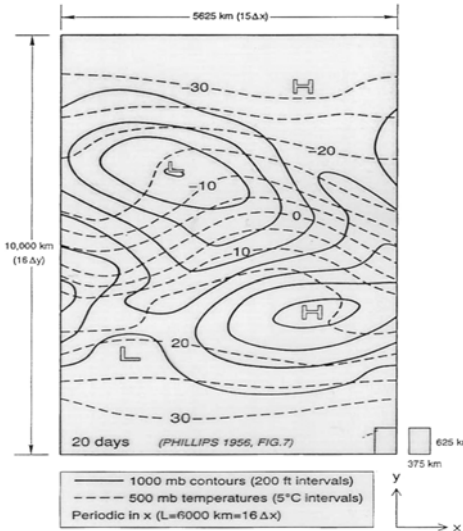 5625 km (15Δx)
-30
H
-20
L
-10
10,000 km
(16Δy)
0
10
H
20
L
30
20 days (PHILLIPS 1956, FIG.7)
625 km
375 km
1000 mb contours (200 ft intervals)
500 mb temperatures (5°C intervals)
Periodic in x (L=6000 km=16Δx)
y
x